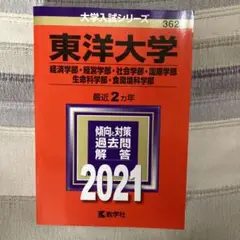 大学入試シリーズ
362
東洋大学
経済学部・経営学部・社会学部・国際学部
生命科学部・食環境科学部
最近2カ年
傾向と対策
過去問
解答
2021
教学社